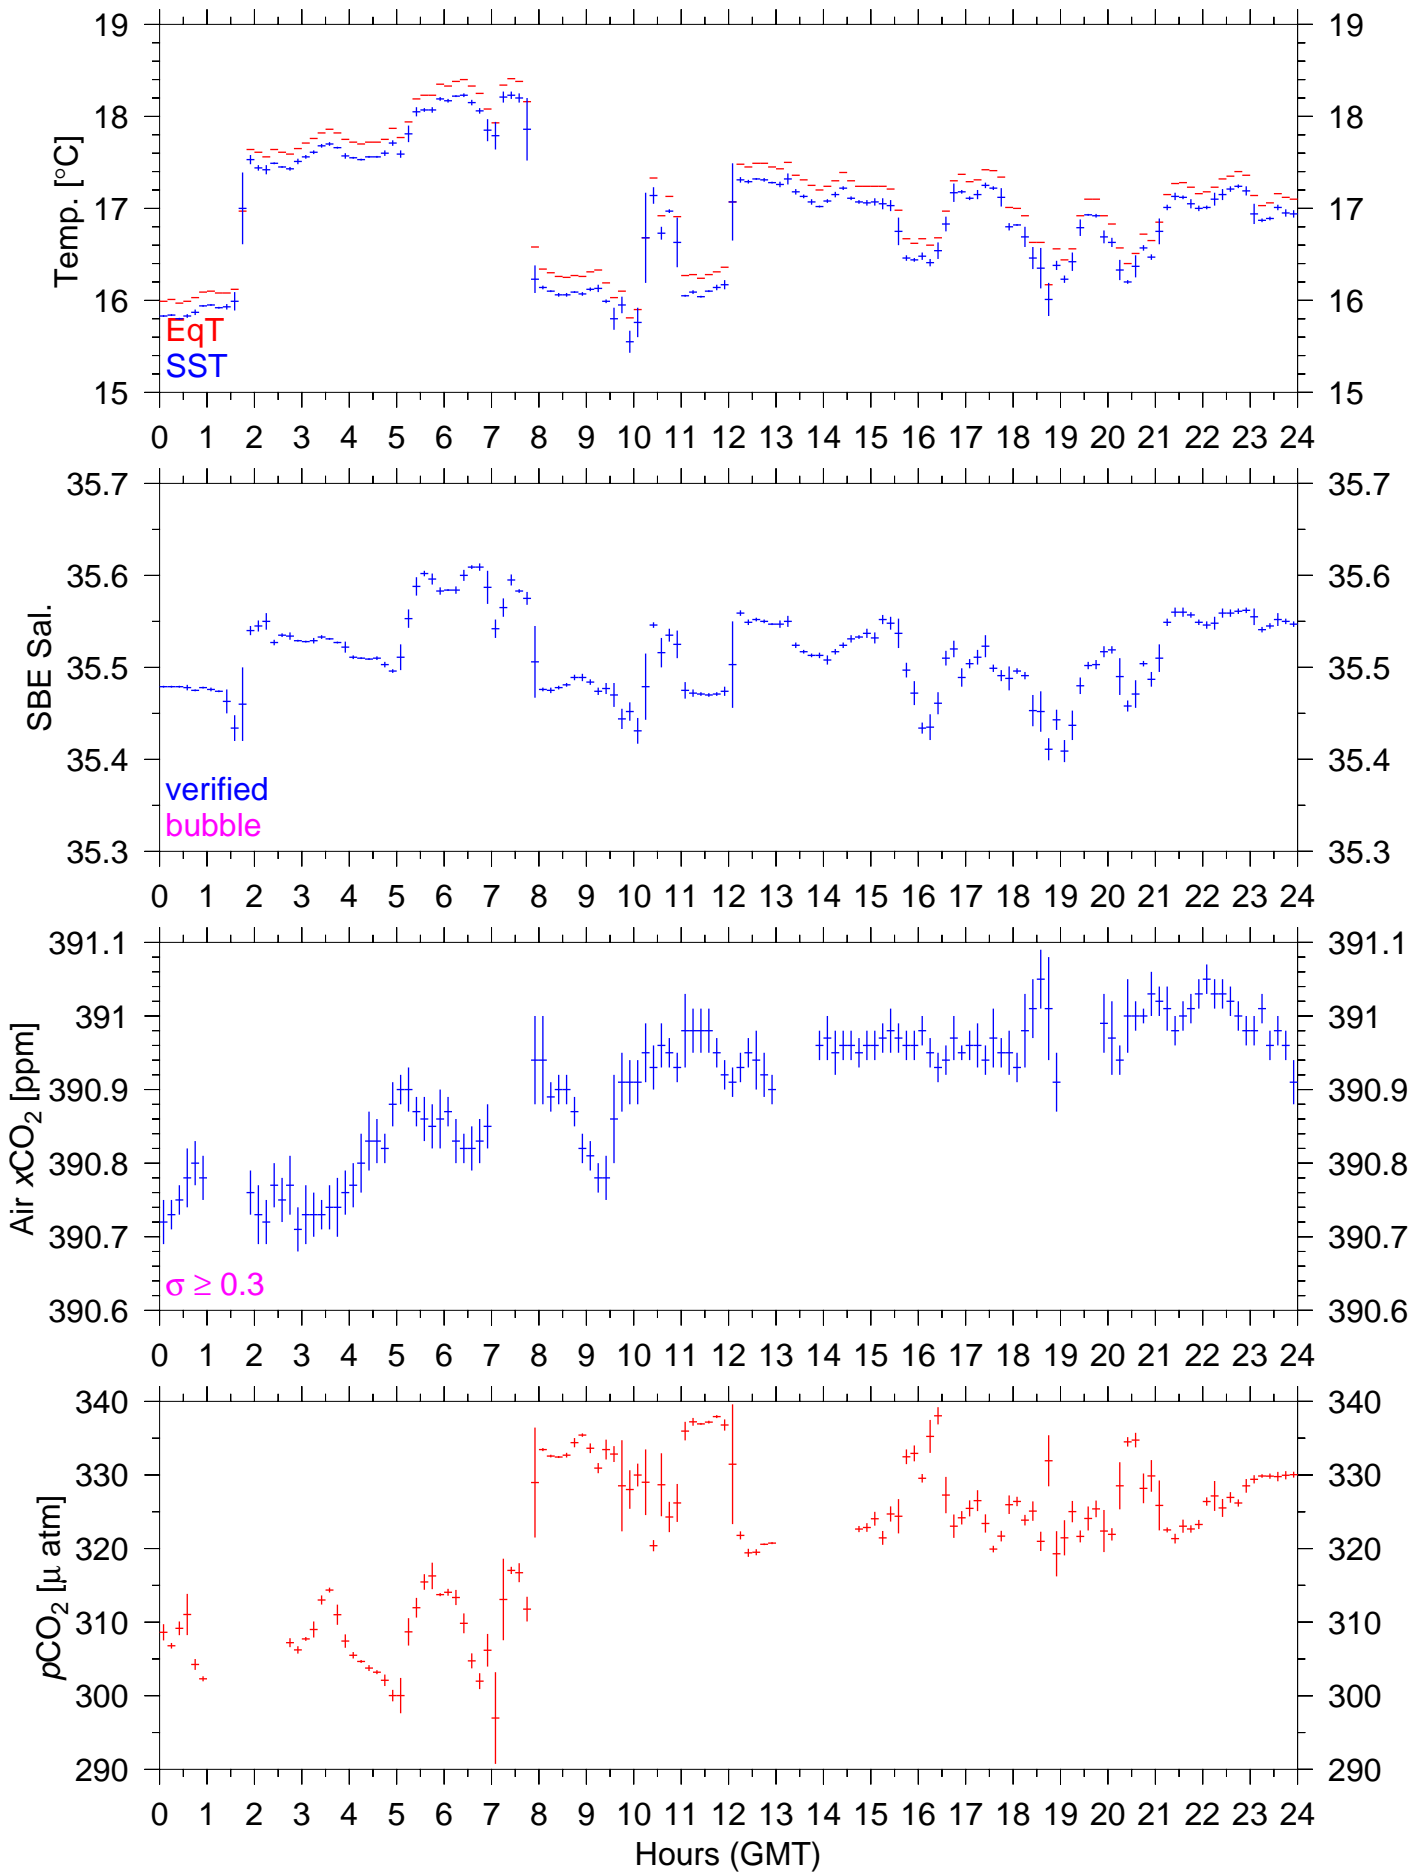 19 19
18 18
17 17
16 16
15 15
Temp. [°C]
EqT
SST
0 1 2 3 4 5 6 7 8 9 10 11 12 13 14 15 16 17 18 19 20 21 22 23 24
35.7 35.7
35.6 35.6
35.5 35.5
35.4 35.4
35.3 35.3
SBE Sal.
verified
bubble
0 1 2 3 4 5 6 7 8 9 10 11 12 13 14 15 16 17 18 19 20 21 22 23 24
391.1 391.1
391 391
390.9 390.9
390.8 390.8
390.7 390.7
390.6 390.6
Air xCO₂ [ppm]
σ ≥ 0.3
0 1 2 3 4 5 6 7 8 9 10 11 12 13 14 15 16 17 18 19 20 21 22 23 24
340 340
330 330
320 320
310 310
300 300
290 290
pCO₂ [μ atm]
0 1 2 3 4 5 6 7 8 9 10 11 12 13 14 15 16 17 18 19 20 21 22 23 24
Hours (GMT)